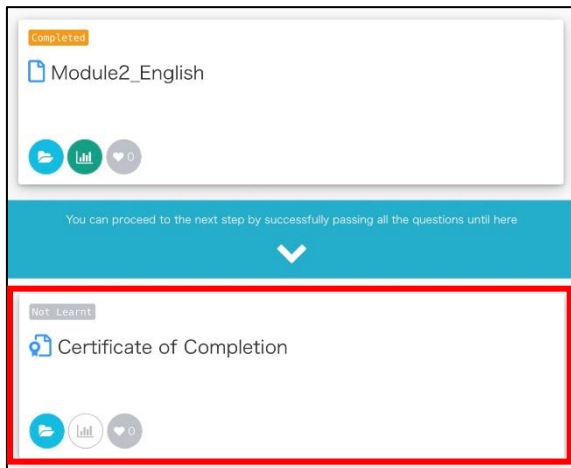 Completed
Module2_English
0
You can proceed to the next step by successfully passing all the questions until here
Not Learnt
Certificate of Completion
0